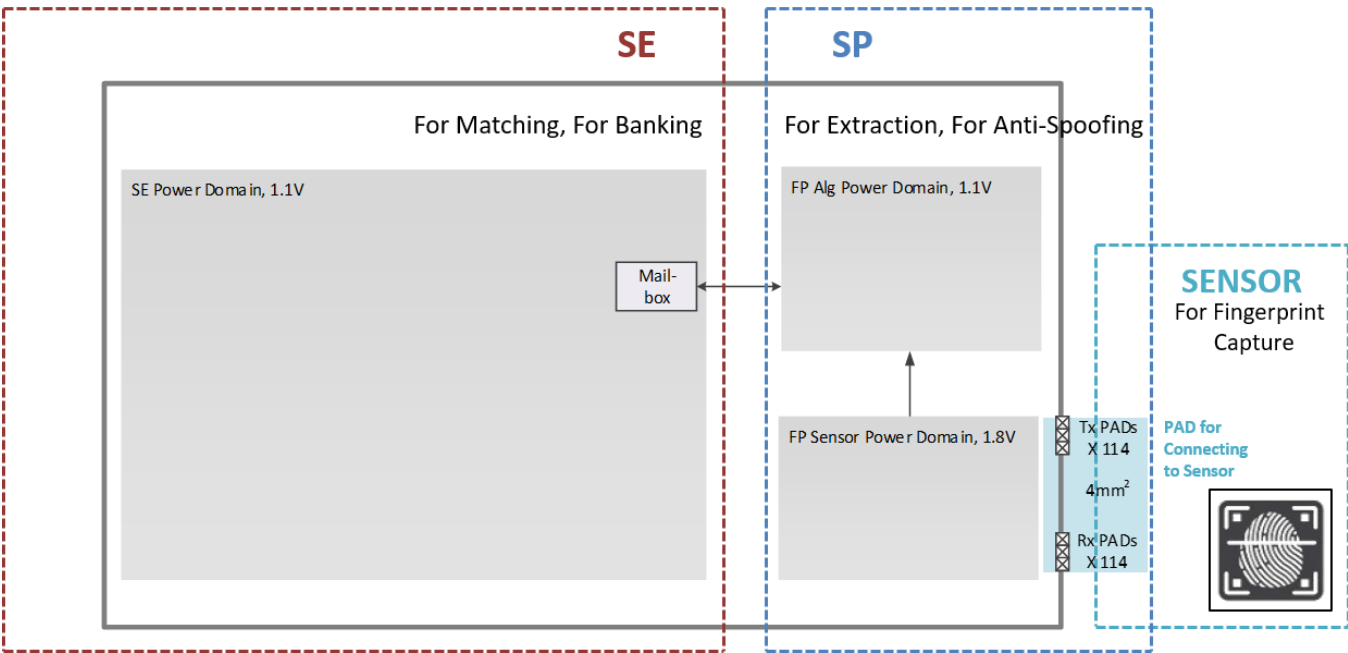 SE
SP
For Matching, For Banking
For Extraction, For Anti-Spoofing
SE Power Domain, 1.1V
FP Alg Power Domain, 1.1V
Mail-
box
SENSOR
For Fingerprint
Capture
FP Sensor Power Domain, 1.8V
Tx PADs
X 114
4mm²
Rx PADs
X 114
PAD for
Connecting
to Sensor